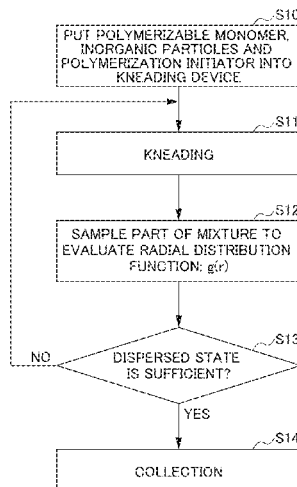 S10
PUT POLYMERIZABLE MONOMER,
INORGANIC PARTICLES AND
POLYMERIZATION INITIATOR INTO
KNEADING DEVICE
S11
KNEADING
S12
SAMPLE PART OF MIXTURE TO
EVALUATE RADIAL DISTRIBUTION
FUNCTION: g(r)
S13
NO
DISPERSED STATE
IS SUFFICIENT?
YES
S14
COLLECTION